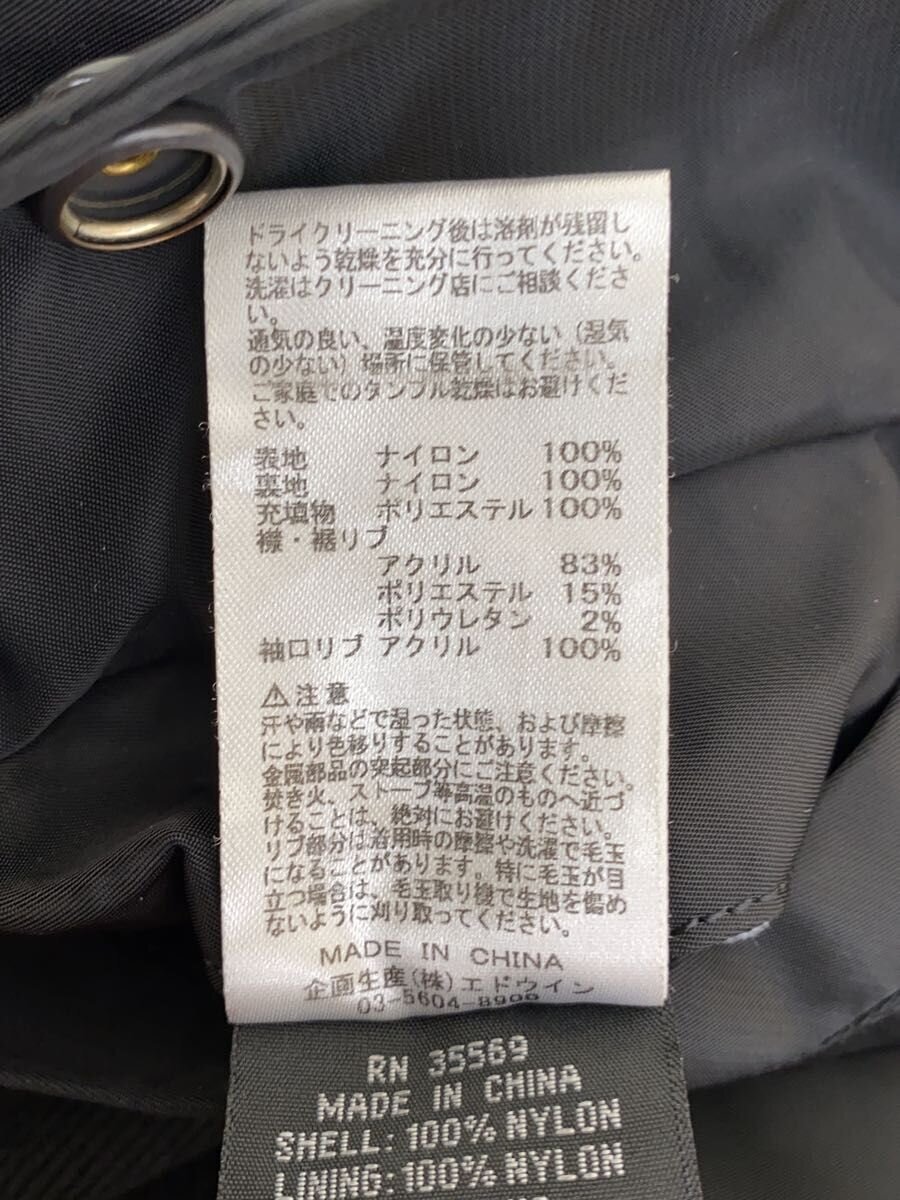 ドライクリーニング後は溶剤が残留し
ないよう乾燥を充分に行ってください。
洗濯はクリーニング店にご相談くださ
い。
通気の良い、温度変化の少ない（湿気
の少ない）場所に保管してください。
ご家庭でのタンブル乾燥はお避けくだ
さい。
表地 ナイロン 100%
裏地 ナイロン 100%
充填物 ポリエステル 100%
襟・裾リブ
アクリル 83%
ポリエステル 15%
ポリウレタン 2%
袖口リブ アクリル 100%
⚠注意
汗や雨などで湿った状態、および摩擦
により色移りすることがあります。
金属部品の突起部分にご注意ください。
焚き火、ストーブ等高温のものへ近づ
けることは、絶対にお避けください。
リブ部分は着用時の摩擦や洗濯で毛玉
になることがあります。特に毛玉が目
立つ場合は、毛玉取り機で生地を傷め
ないように刈り取ってください。
MADE IN CHINA
企画生産(株)エドウイン
03-5604-8900
RN 35569
MADE IN CHINA
SHELL: 100% NYLON
LINING: 100% NYLON